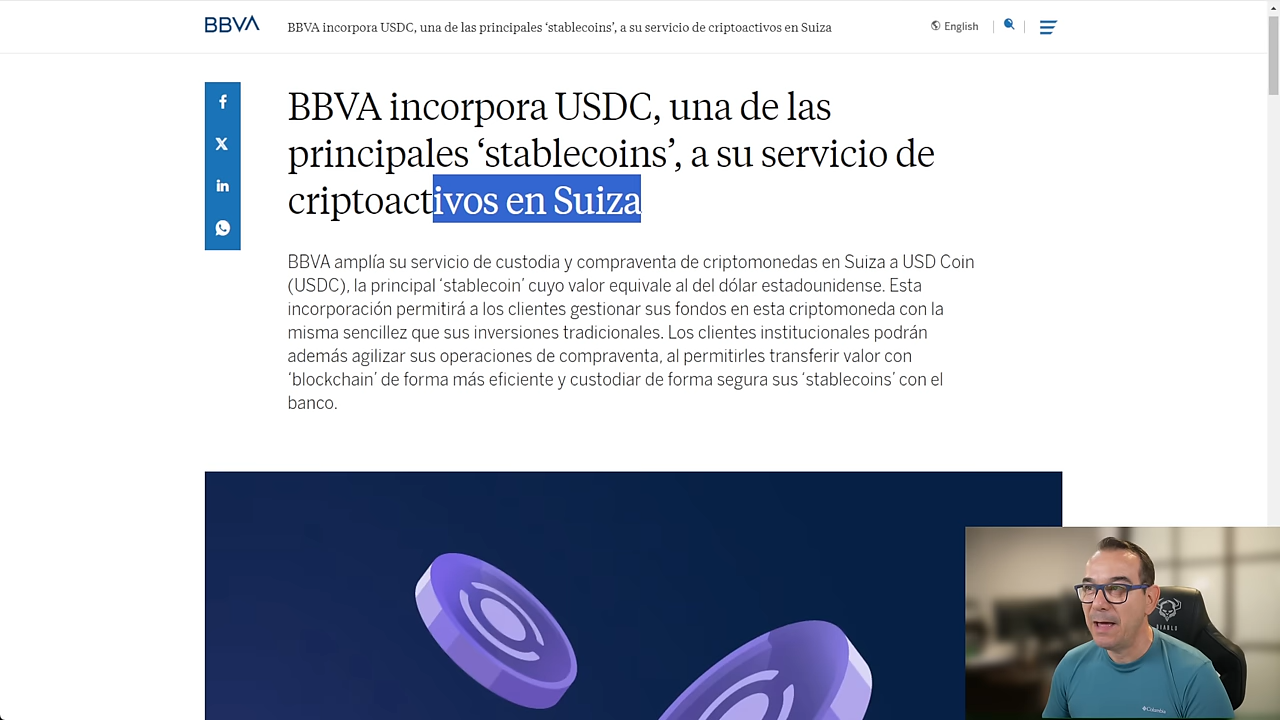 BBVA
BBVA incorpora USDC, una de las principales ‘stablecoins’, a su servicio de criptoactivos en Suiza
English
BBVA incorpora USDC, una de las
principales ‘stablecoins’, a su servicio de
criptoactivos en Suiza
BBVA amplía su servicio de custodia y compraventa de criptomonedas en Suiza a USD Coin
(USDC), la principal ‘stablecoin’ cuyo valor equivale al del dólar estadounidense. Esta
incorporación permitirá a los clientes gestionar sus fondos en esta criptomoneda con la
misma sencillez que sus inversiones tradicionales. Los clientes institucionales podrán
además agilizar sus operaciones de compraventa, al permitirles transferir valor con
‘blockchain’ de forma más eficiente y custodiar de forma segura sus ‘stablecoins’ con el
banco.
DIABLO
Columbia